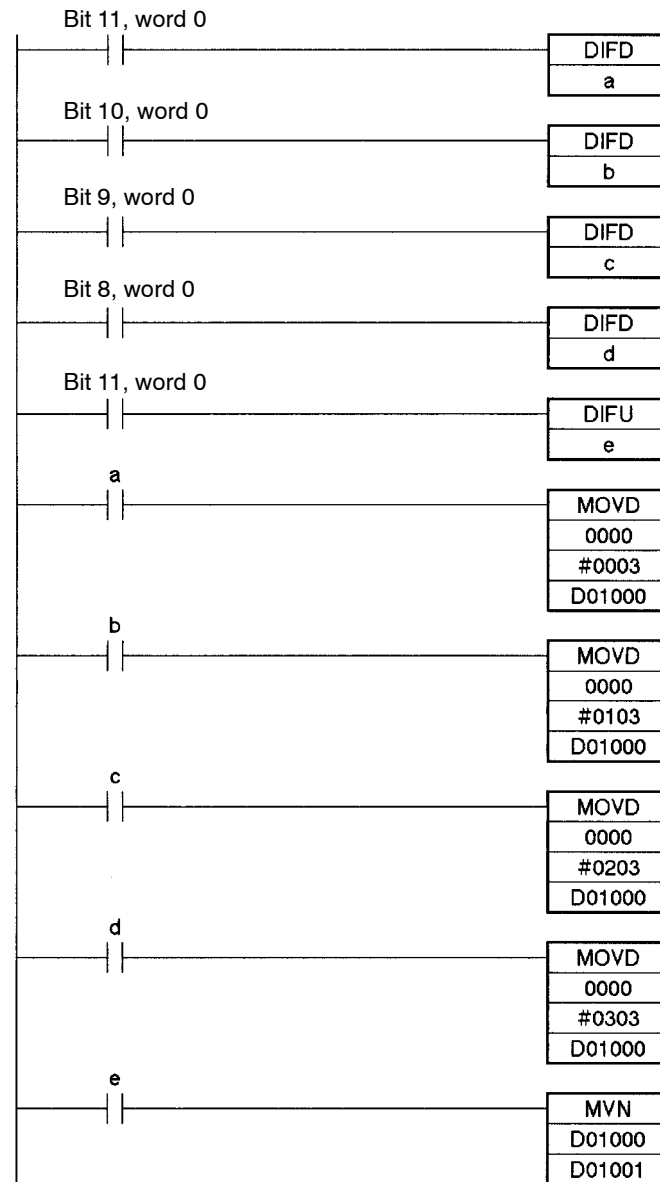 Bit 11, word 0
DIFD
a
Bit 10, word 0
DIFD
b
Bit 9, word 0
DIFD
c
Bit 8, word 0
DIFD
d
Bit 11, word 0
DIFU
e
a
MOVD
0000
#0003
D01000
b
MOVD
0000
#0103
D01000
c
MOVD
0000
#0203
D01000
d
MOVD
0000
#0303
D01000
e
MVN
D01000
D01001